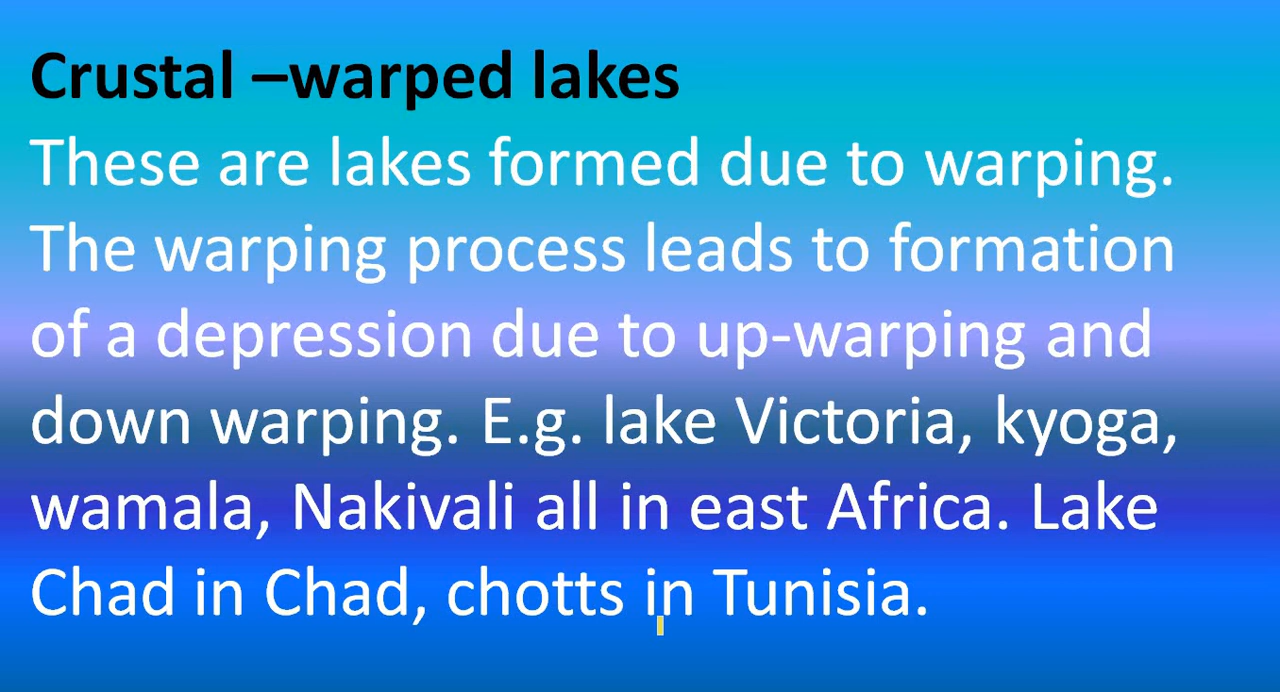 Crustal –warped lakes
These are lakes formed due to warping.
The warping process leads to formation
of a depression due to up-warping and
down warping. E.g. lake Victoria, kyoga,
wamala, Nakivali all in east Africa. Lake
Chad in Chad, chotts in Tunisia.